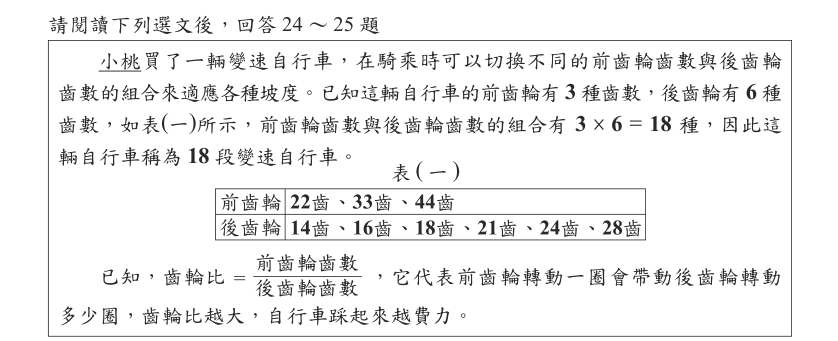 請閱讀下列選文後，回答 24 ～ 25 題
小桃買了一輛變速自行車，在騎乘時可以切換不同的前齒輪齒數與後齒輪
齒數的組合來適應各種坡度。已知這輛自行車的前齒輪有 3 種齒數，後齒輪有 6 種
齒數，如表(一)所示，前齒輪齒數與後齒輪齒數的組合有 3 × 6 = 18 種，因此這
輛自行車稱為 18 段變速自行車。
表(一)
前齒輪 22齒、33齒、44齒
後齒輪 14齒、16齒、18齒、21齒、24齒、28齒
已知，齒輪比 = 前齒輪齒數 / 後齒輪齒數 ，它代表前齒輪轉動一圈會帶動後齒輪轉動
多少圈，齒輪比越大，自行車踩起來越費力。